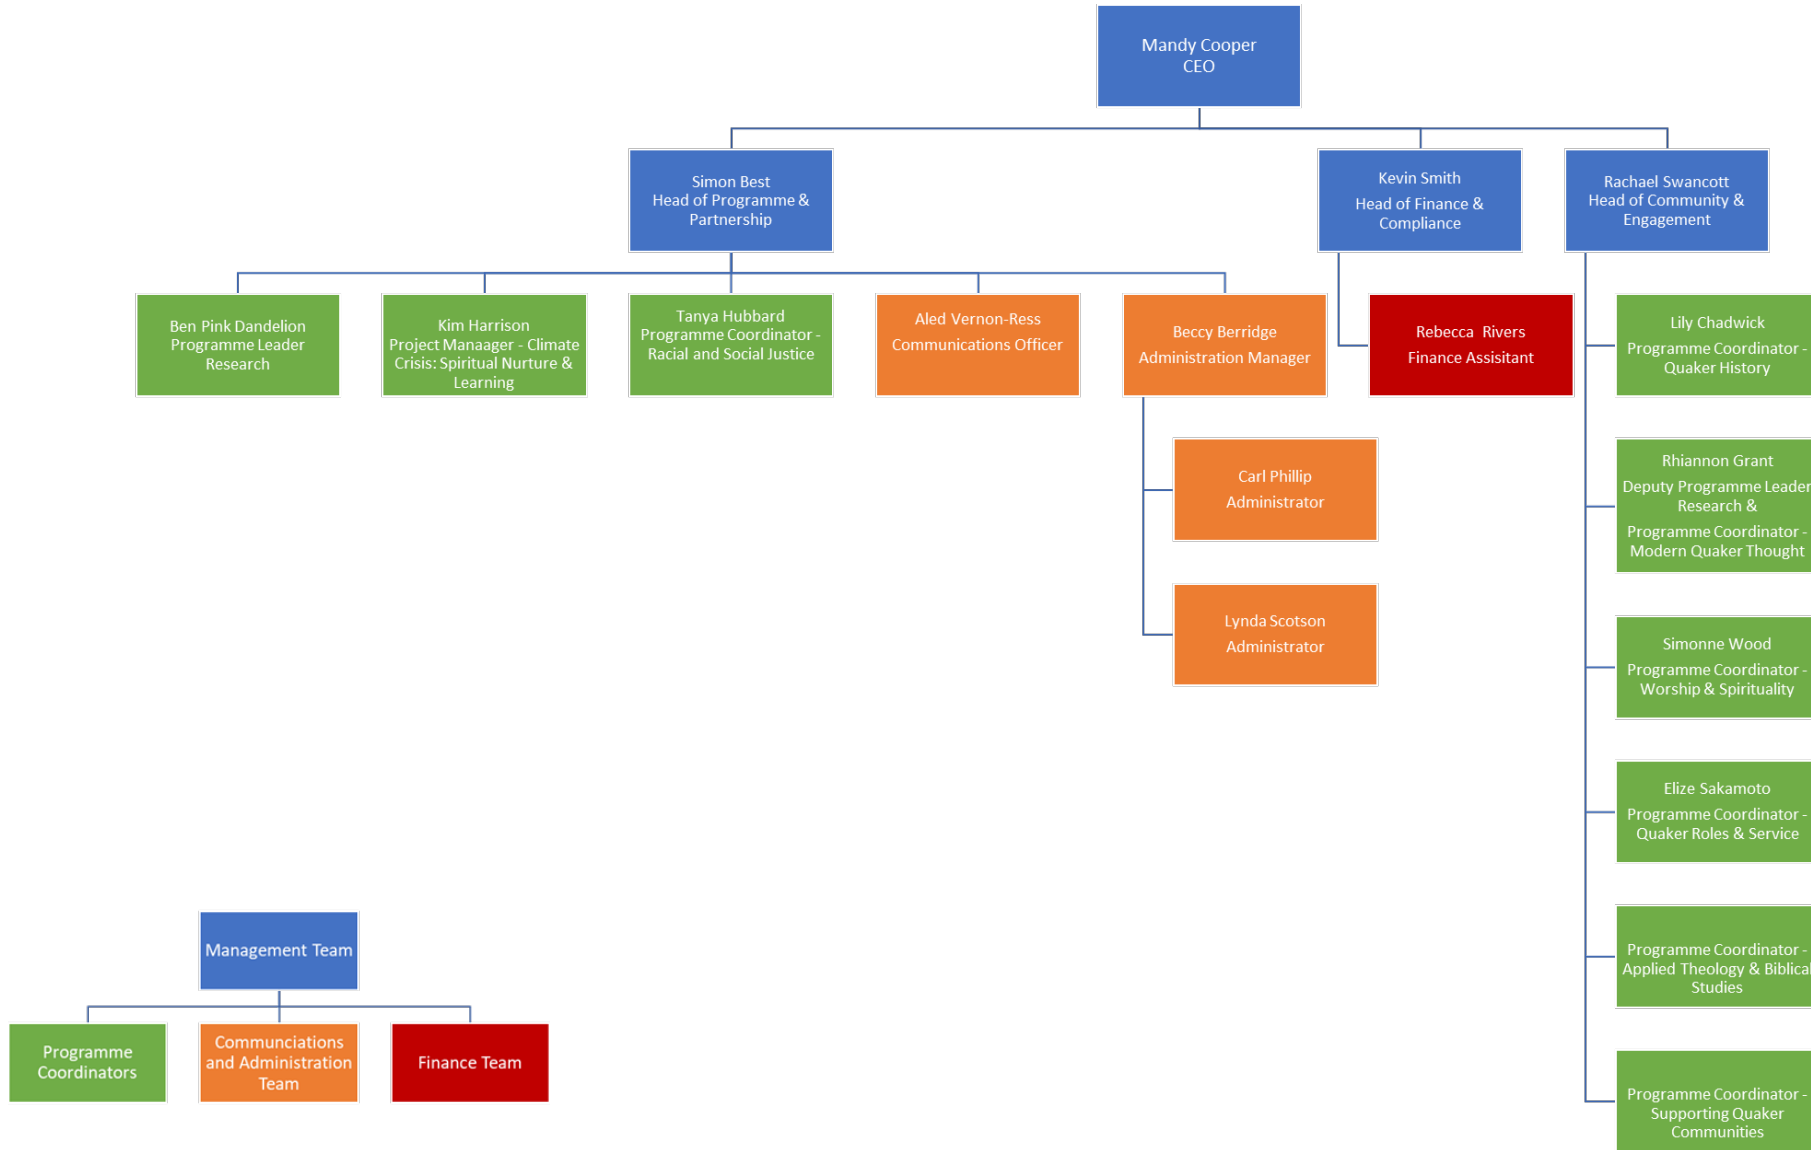 Mandy Cooper
CEO
Simon Best
Head of Programme &
Partnership
Kevin Smith
Head of Finance &
Compliance
Rachael Swancott
Head of Community &
Engagement
Ben Pink Dandelion
Programme Leader
Research
Kim Harrison
Project Manaager - Climate
Crisis: Spiritual Nurture &
Learning
Tanya Hubbard
Programme Coordinator -
Racial and Social Justice
Aled Vernon-Ress
Communications Officer
Beccy Berridge
Administration Manager
Rebecca Rivers
Finance Assisitant
Lily Chadwick
Programme Coordinator -
Quaker History
Carl Phillip
Administrator
Rhiannon Grant
Deputy Programme Leader
Research &
Programme Coordinator -
Modern Quaker Thought
Lynda Scotson
Administrator
Simonne Wood
Programme Coordinator -
Worship & Spirituality
Elize Sakamoto
Programme Coordinator -
Quaker Roles & Service
Programme Coordinator -
Applied Theology & Biblical
Studies
Programme Coordinator -
Supporting Quaker
Communities
Management Team
Programme
Coordinators
Communciations
and Administration
Team
Finance Team